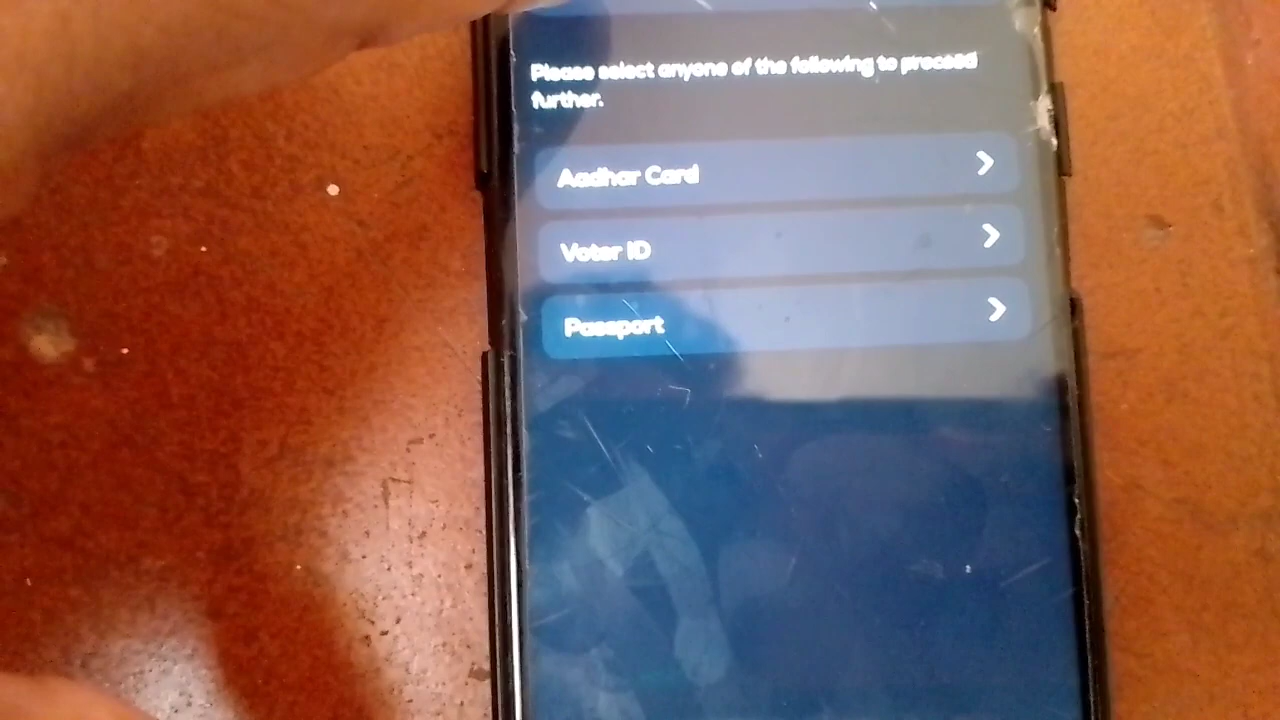 Please select anyone of the following to proceed
further.
Aadhar Card
Voter ID
Passport